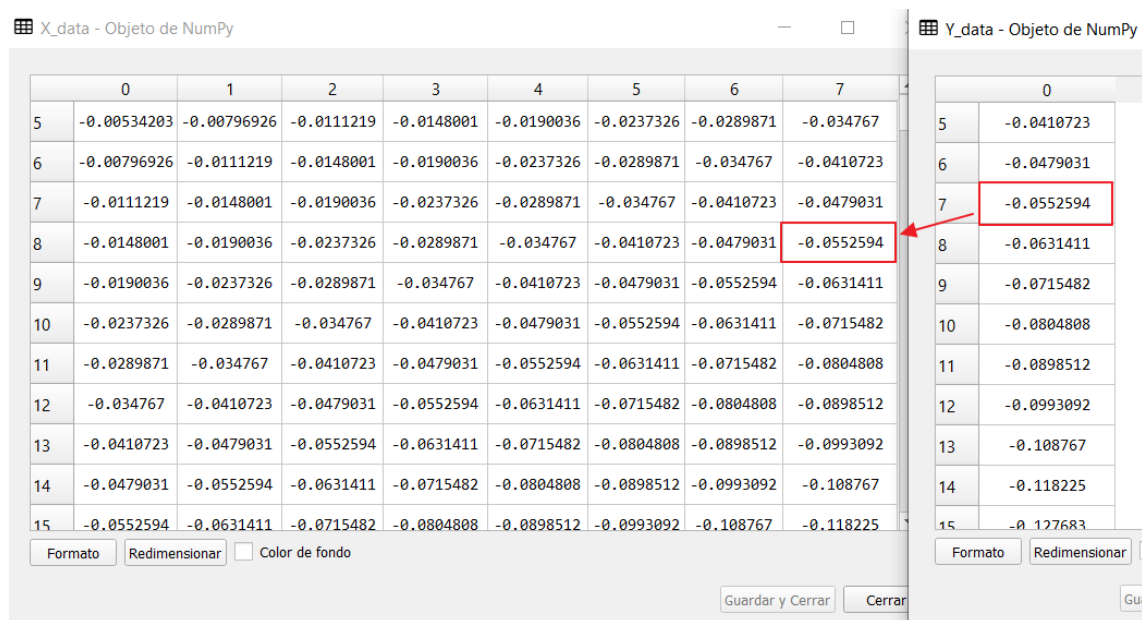 X_data - Objeto de NumPy
0 1 2 3 4 5 6 7
5 -0.00534203 -0.00796926 -0.0111219 -0.0148001 -0.0190036 -0.0237326 -0.0289871 -0.034767
6 -0.00796926 -0.0111219 -0.0148001 -0.0190036 -0.0237326 -0.0289871 -0.034767 -0.0410723
7 -0.0111219 -0.0148001 -0.0190036 -0.0237326 -0.0289871 -0.034767 -0.0410723 -0.0479031
8 -0.0148001 -0.0190036 -0.0237326 -0.0289871 -0.034767 -0.0410723 -0.0479031 -0.0552594
9 -0.0190036 -0.0237326 -0.0289871 -0.034767 -0.0410723 -0.0479031 -0.0552594 -0.0631411
10 -0.0237326 -0.0289871 -0.034767 -0.0410723 -0.0479031 -0.0552594 -0.0631411 -0.0715482
11 -0.0289871 -0.034767 -0.0410723 -0.0479031 -0.0552594 -0.0631411 -0.0715482 -0.0804808
12 -0.034767 -0.0410723 -0.0479031 -0.0552594 -0.0631411 -0.0715482 -0.0804808 -0.0898512
13 -0.0410723 -0.0479031 -0.0552594 -0.0631411 -0.0715482 -0.0804808 -0.0898512 -0.0993092
14 -0.0479031 -0.0552594 -0.0631411 -0.0715482 -0.0804808 -0.0898512 -0.0993092 -0.108767
15 -0.0552594 -0.0631411 -0.0715482 -0.0804808 -0.0898512 -0.0993092 -0.108767 -0.118225
Formato Redimensionar Color de fondo
Guardar y Cerrar Cerrar
Y_data - Objeto de NumPy
0
5 -0.0410723
6 -0.0479031
7 -0.0552594
8 -0.0631411
9 -0.0715482
10 -0.0804808
11 -0.0898512
12 -0.0993092
13 -0.108767
14 -0.118225
15 -0.127683
Formato Redimensionar